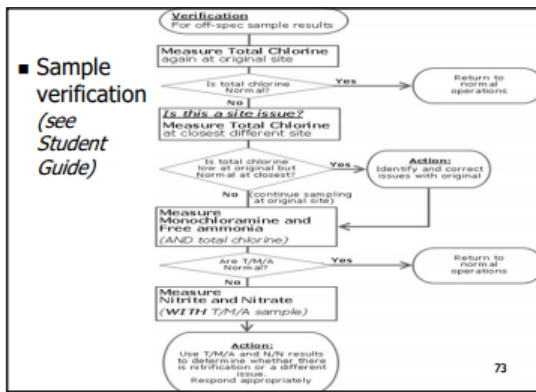 ■ Sample
verification
(see
Student
Guide)
Verification
For off-spec sample results
Measure Total Chlorine
again at original site
Is total chlorine
Normal?
Yes
Return to
normal
operations
No
Is this a site issue?
Measure Total Chlorine
at closest different site
Is total chlorine
low at original but
Normal at closest?
Yes
Action:
Identify and correct
issues with original
No
(continue sampling
at original site)
Measure
Monochloramine and
Free ammonia
(AND total chlorine)
Are T/M/A
Normal?
Yes
Return to
normal
operations
No
Measure
Nitrite and Nitrate
(WITH T/M/A sample)
Action:
Use T/M/A and N/N results
to determine whether there
is nitrification or a different
issue.
Respond appropriately
73